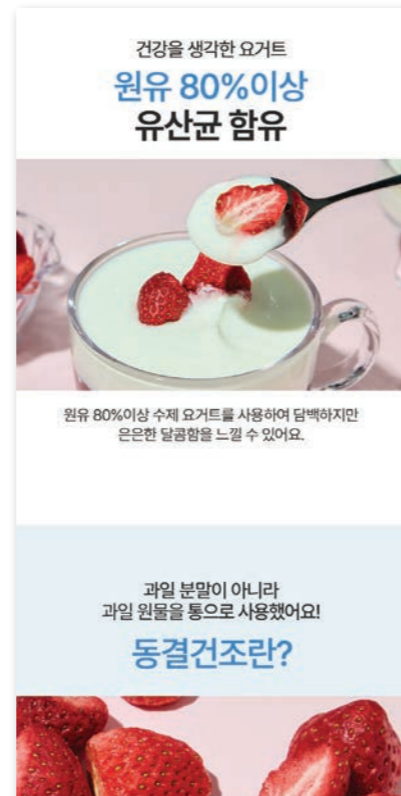 건강을 생각한 요거트
원유 80%이상
유산균 함유
원유 80%이상 수제 요거트를 사용하여 담백하지만
은은한 달콤함을 느낄 수 있어요.
과일 분말이 아니라
과일 원물을 통으로 사용했어요!
동결건조란?